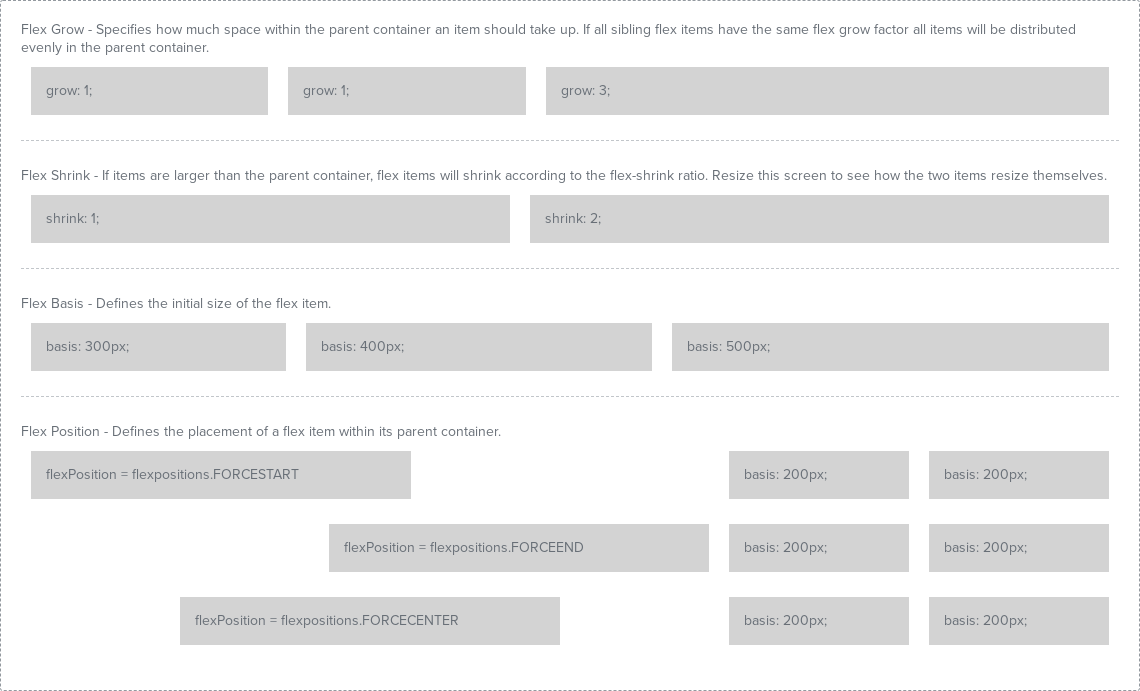 Flex Grow - Specifies how much space within the parent container an item should take up. If all sibling flex items have the same flex grow factor all items will be distributed
evenly in the parent container.
grow: 1;
grow: 1;
grow: 3;
Flex Shrink - If items are larger than the parent container, flex items will shrink according to the flex-shrink ratio. Resize this screen to see how the two items resize themselves.
shrink: 1;
shrink: 2;
Flex Basis - Defines the initial size of the flex item.
basis: 300px;
basis: 400px;
basis: 500px;
Flex Position - Defines the placement of a flex item within its parent container.
flexPosition = flexpositions.FORCESTART
basis: 200px;
basis: 200px;
flexPosition = flexpositions.FORCEEND
basis: 200px;
basis: 200px;
flexPosition = flexpositions.FORCECENTER
basis: 200px;
basis: 200px;